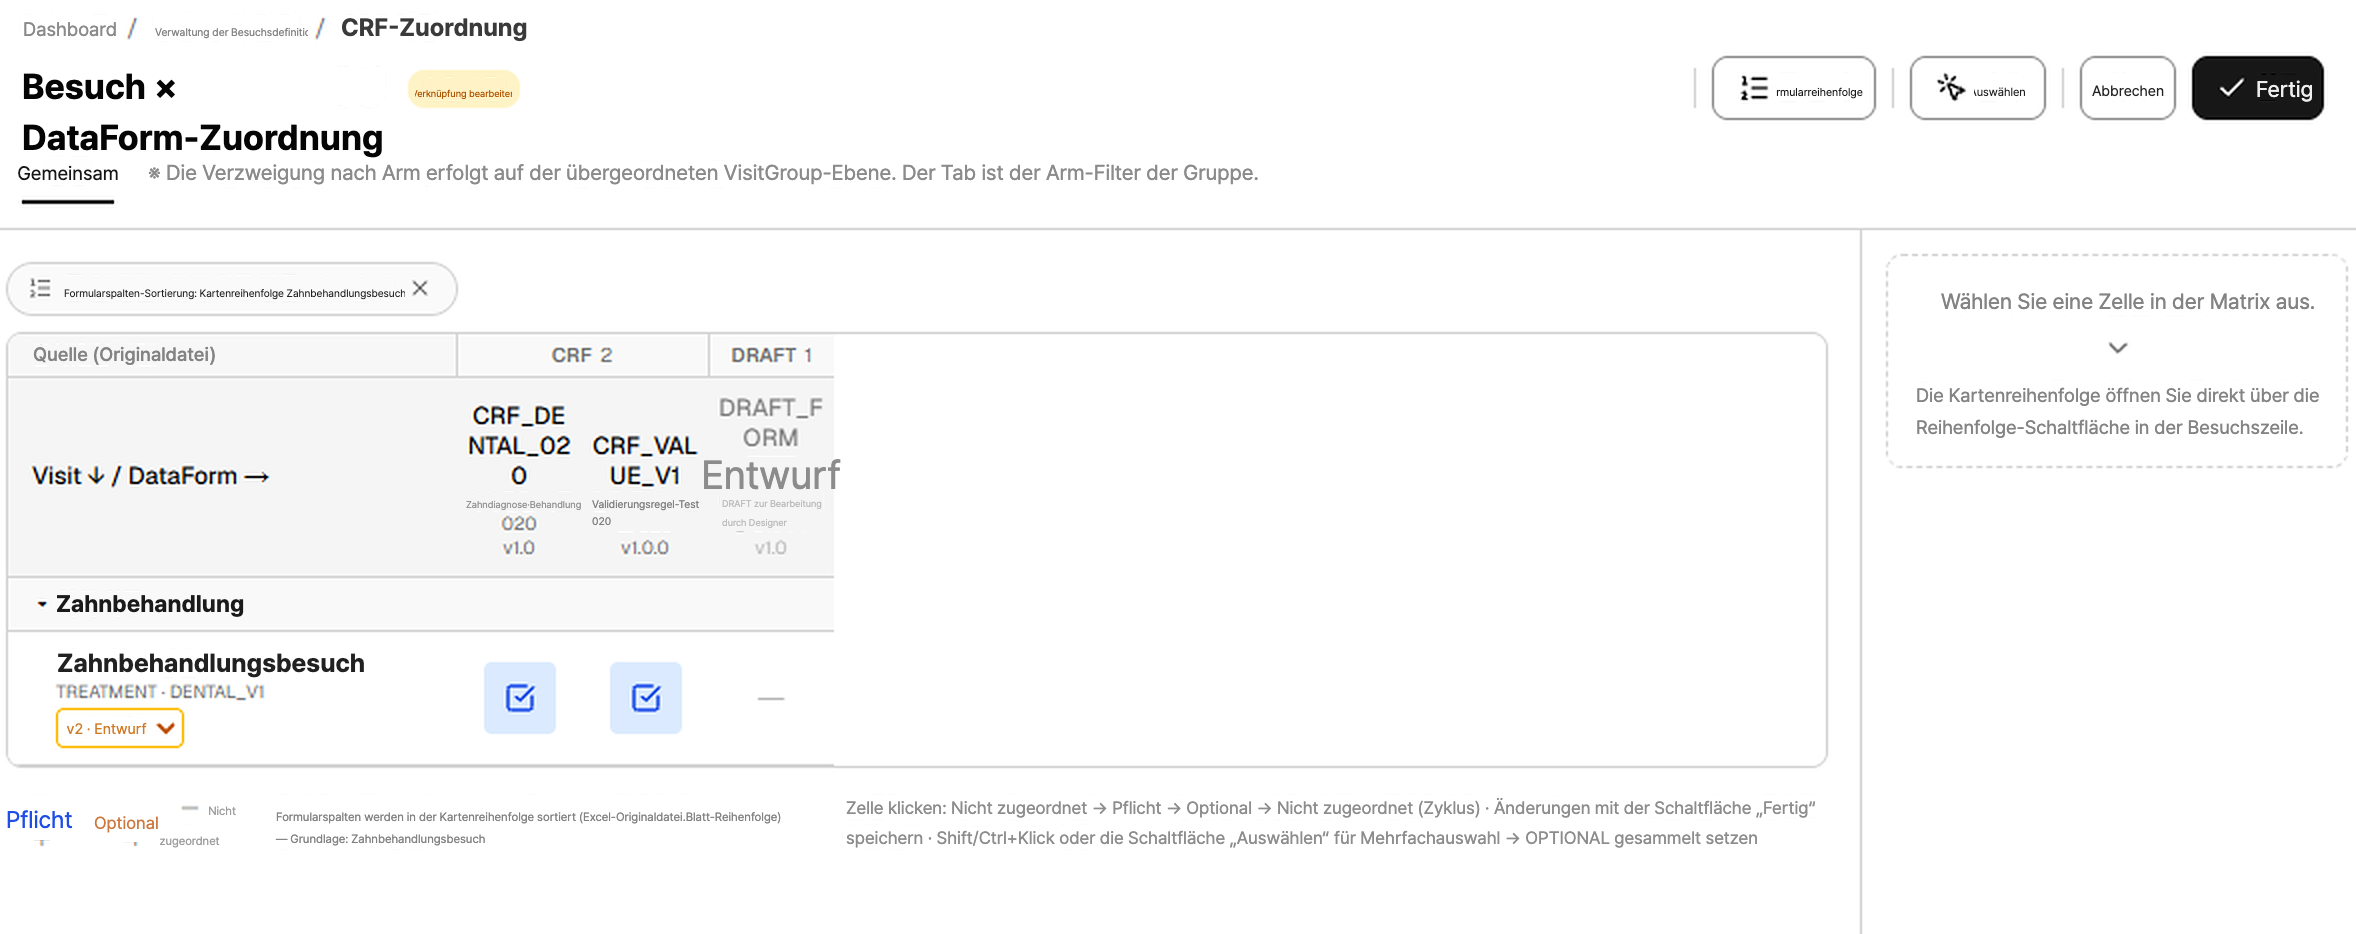 Dashboard / Verwaltung der Besuchsdefinitio / CRF-Zuordnung
Besuch ×
DataForm-Zuordnung
Verknüpfung bearbeiten
rmularreihenfolge
uswählen
Abbrechen
Fertig
Gemeinsam
※ Die Verzweigung nach Arm erfolgt auf der übergeordneten VisitGroup-Ebene. Der Tab ist der Arm-Filter der Gruppe.
Formularspalten-Sortierung: Kartenreihenfolge Zahnbehandlungsbesuch ×
Quelle (Originaldatei)
CRF 2
DRAFT 1
Visit ↓ / DataForm →
CRF_DE
NTAL_02
0
Zahndiagnose·Behandlung
020
v1.0
CRF_VAL
UE_V1
Validierungsregel-Test
020
v1.0.0
DRAFT_F
ORM
Entwurf
DRAFT zur Bearbeitung
durch Designer
v1.0
Zahnbehandlung
Zahnbehandlungsbesuch
TREATMENT · DENTAL_V1
v2 · Entwurf
—
Pflicht
Optional
— Nicht
zugeordnet
Formularspalten werden in der Kartenreihenfolge sortiert (Excel-Originaldatei.Blatt-Reihenfolge)
— Grundlage: Zahnbehandlungsbesuch
Zelle klicken: Nicht zugeordnet → Pflicht → Optional → Nicht zugeordnet (Zyklus) · Änderungen mit der Schaltfläche „Fertig“
speichern · Shift/Ctrl+Klick oder die Schaltfläche „Auswählen“ für Mehrfachauswahl → OPTIONAL gesammelt setzen
Wählen Sie eine Zelle in der Matrix aus.
Die Kartenreihenfolge öffnen Sie direkt über die
Reihenfolge-Schaltfläche in der Besuchszeile.